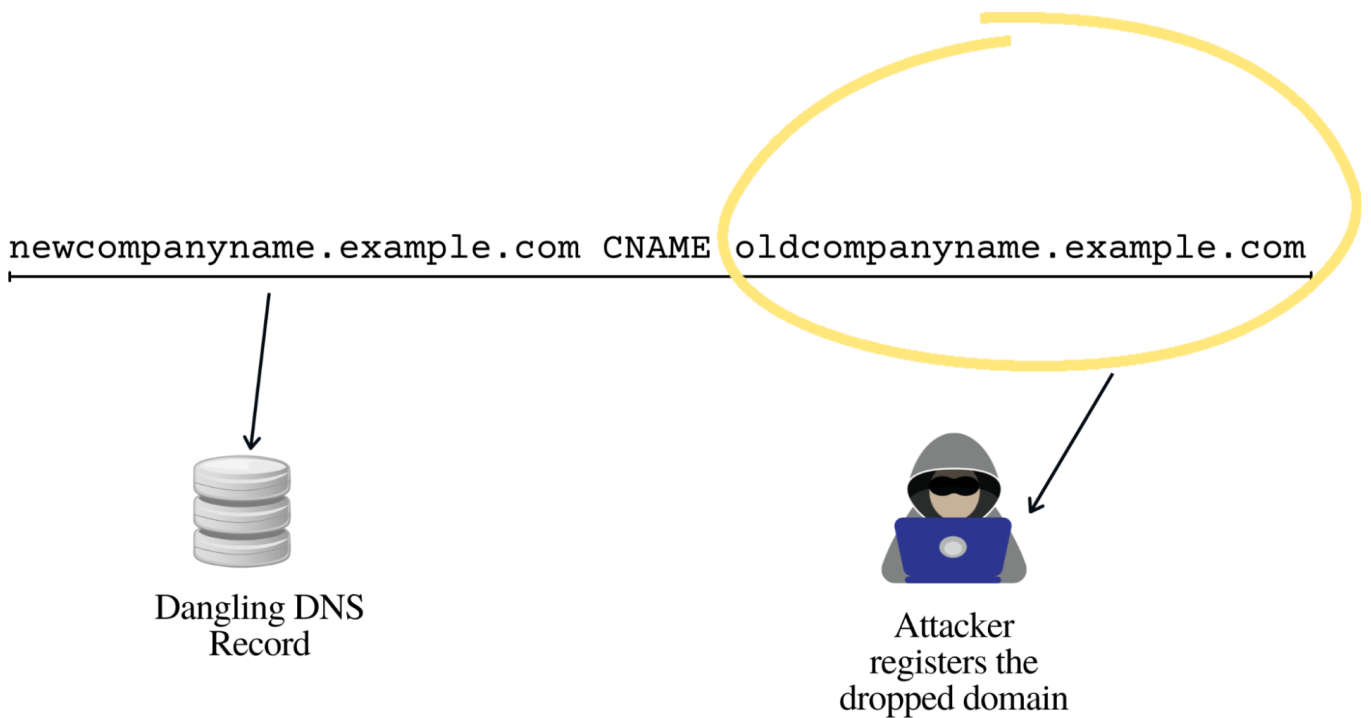 newcompanyname.example.com CNAME oldcompanyname.example.com
Dangling DNS
Record
Attacker
registers the
dropped domain